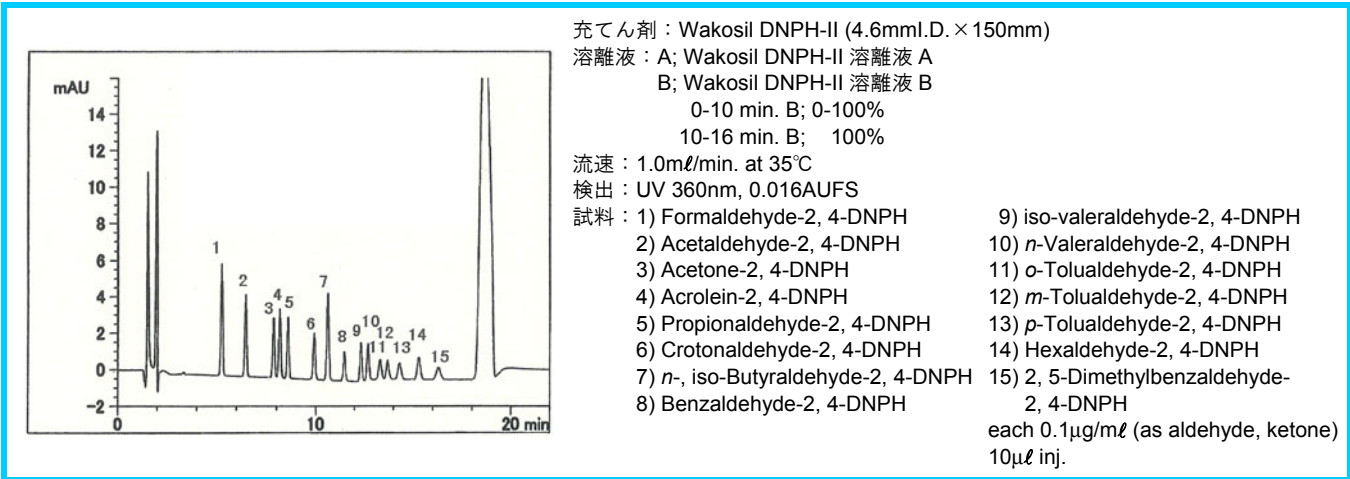 mAU
14
12
10
8
6
4
2
0
-2
0
10
20 min
1
2
3
4
5
6
7
8
9
10
11
12
13
14
15
充てん剤：Wakosil DNPH-II (4.6mmI.D.×150mm)
溶離液：A; Wakosil DNPH-II 溶離液 A
B; Wakosil DNPH-II 溶離液 B
0-10 min. B; 0-100%
10-16 min. B; 100%
流速：1.0mℓ/min. at 35℃
検出：UV 360nm, 0.016AUFS
試料：1) Formaldehyde-2, 4-DNPH
2) Acetaldehyde-2, 4-DNPH
3) Acetone-2, 4-DNPH
4) Acrolein-2, 4-DNPH
5) Propionaldehyde-2, 4-DNPH
6) Crotonaldehyde-2, 4-DNPH
7) n-, iso-Butyraldehyde-2, 4-DNPH
8) Benzaldehyde-2, 4-DNPH
9) iso-valeraldehyde-2, 4-DNPH
10) n-Valeraldehyde-2, 4-DNPH
11) o-Tolualdehyde-2, 4-DNPH
12) m-Tolualdehyde-2, 4-DNPH
13) p-Tolualdehyde-2, 4-DNPH
14) Hexaldehyde-2, 4-DNPH
15) 2, 5-Dimethylbenzaldehyde-
2, 4-DNPH
each 0.1μg/mℓ (as aldehyde, ketone)
10μℓ inj.